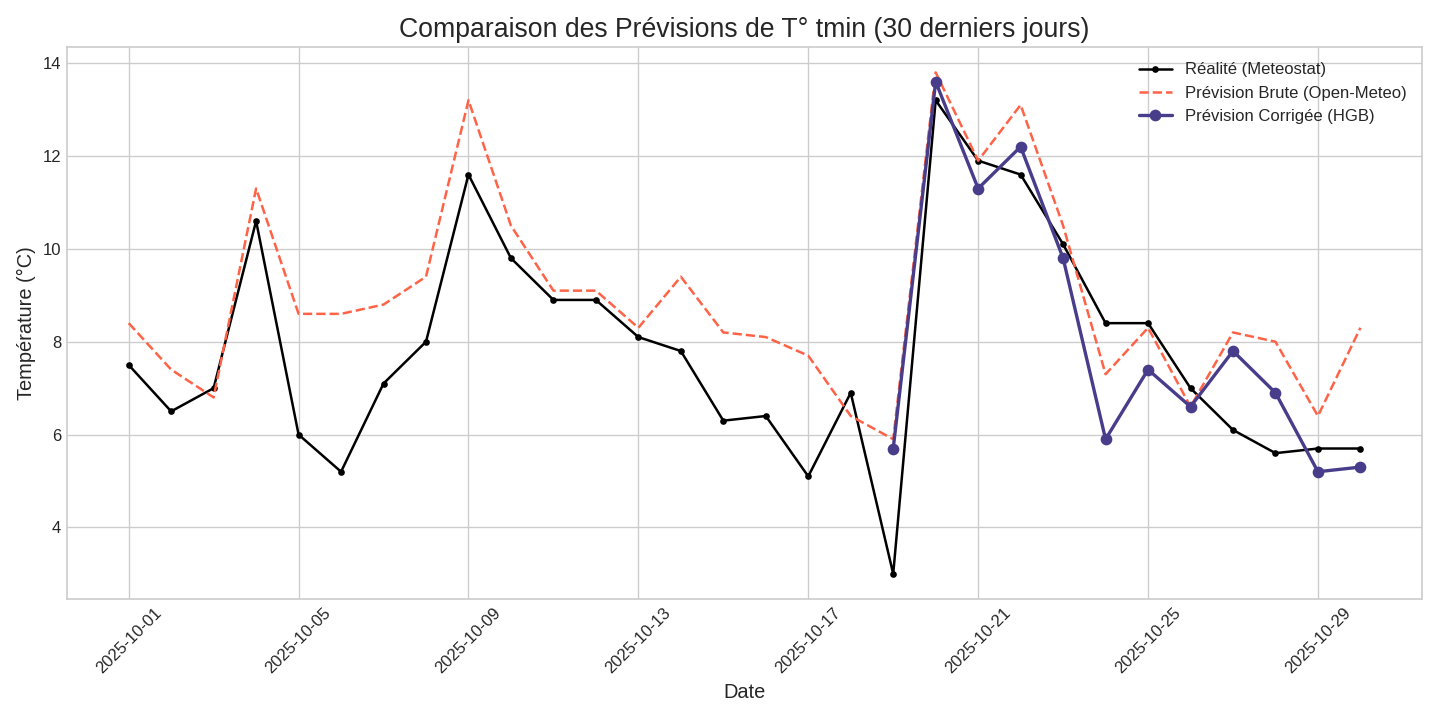 Comparaison des Prévisions de T° tmin (30 derniers jours)
Réalité (Meteostat)
Prévision Brute (Open-Meteo)
Prévision Corrigée (HGB)
Température (°C)
14
12
10
8
6
4
2025-10-01
2025-10-05
2025-10-09
2025-10-13
2025-10-17
2025-10-21
2025-10-25
2025-10-29
Date